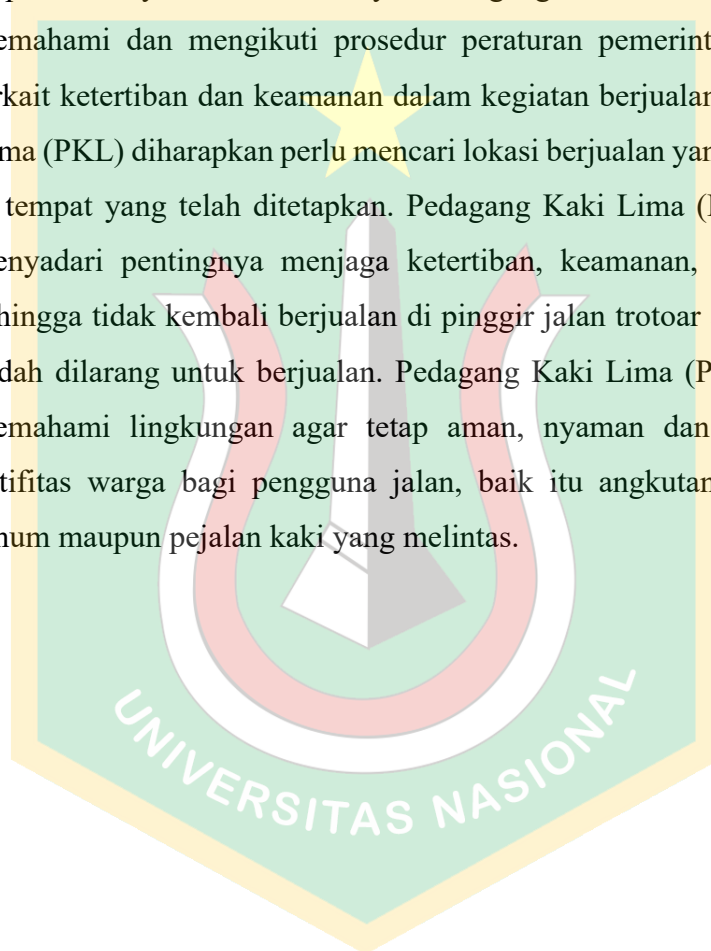 emahami dan mengikuti prosedur peraturan pemerint
rkait ketertiban dan keamanan dalam kegiatan berjualan
ma (PKL) diharapkan perlu mencari lokasi berjualan yan
tempat yang telah ditetapkan. Pedagang Kaki Lima (
enyadari pentingnya menjaga ketertiban, keamanan,
hingga tidak kembali berjualan di pinggir jalan trotoar
dah dilarang untuk berjualan. Pedagang Kaki Lima (P
emahami lingkungan agar tetap aman, nyaman dan
tifitas warga bagi pengguna jalan, baik itu angkutan
num maupun pejalan kaki yang melintas.
UNIVERSITAS NASIONAL